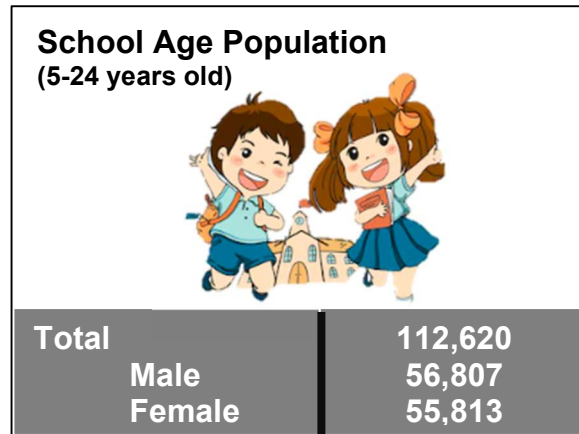 School Age Population
(5-24 years old)
Total 112,620
Male 56,807
Female 55,813